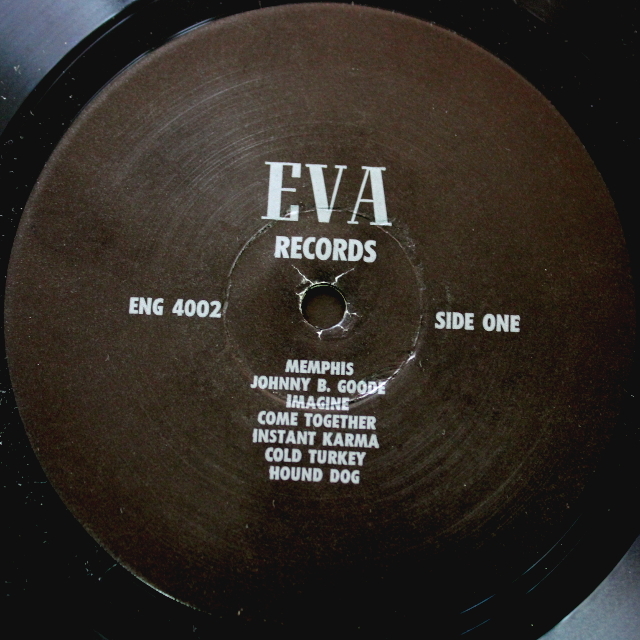 EVA
RECORDS
ENG 4002
SIDE ONE
MEMPHIS
JOHNNY B. GOODE
IMAGINE
COME TOGETHER
INSTANT KARMA
COLD TURKEY
HOUND DOG